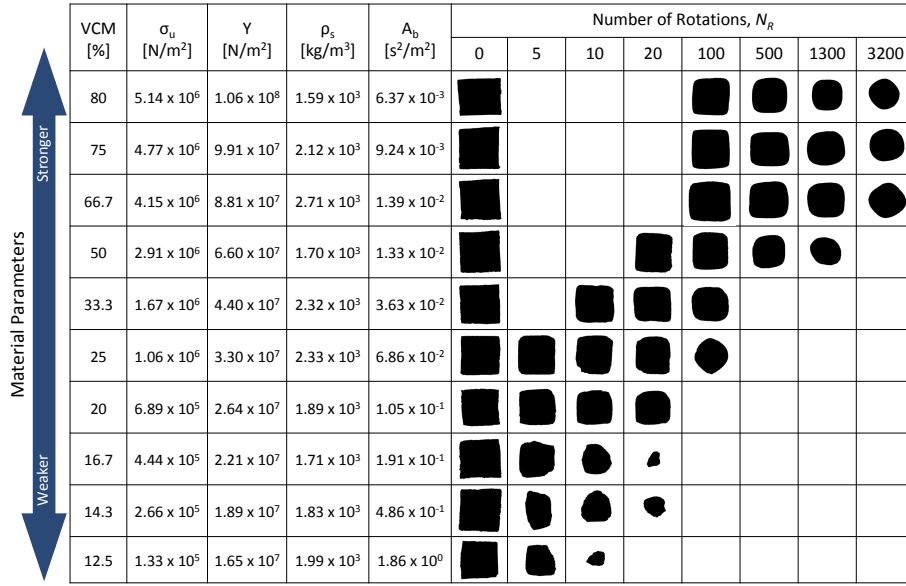 VCM
[%]
σu
[N/m²]
Y
[N/m²]
ρs
[kg/m³]
Ab
[s²/m²]
Number of Rotations, NR
0 5 10 20 100 500 1300 3200
80 5.14 x 10⁶ 1.06 x 10⁸ 1.59 x 10³ 6.37 x 10⁻³
75 4.77 x 10⁶ 9.91 x 10⁷ 2.12 x 10³ 9.24 x 10⁻³
66.7 4.15 x 10⁶ 8.81 x 10⁷ 2.71 x 10³ 1.39 x 10⁻²
50 2.91 x 10⁶ 6.60 x 10⁷ 1.70 x 10³ 1.33 x 10⁻²
33.3 1.67 x 10⁶ 4.40 x 10⁷ 2.32 x 10³ 3.63 x 10⁻²
25 1.06 x 10⁶ 3.30 x 10⁷ 2.33 x 10³ 6.86 x 10⁻²
20 6.89 x 10⁵ 2.64 x 10⁷ 1.89 x 10³ 1.05 x 10⁻¹
16.7 4.44 x 10⁵ 2.21 x 10⁷ 1.71 x 10³ 1.91 x 10⁻¹
14.3 2.66 x 10⁵ 1.89 x 10⁷ 1.83 x 10³ 4.86 x 10⁻¹
12.5 1.33 x 10⁵ 1.65 x 10⁷ 1.99 x 10³ 1.86 x 10⁰
Material Parameters
Stronger
Weaker